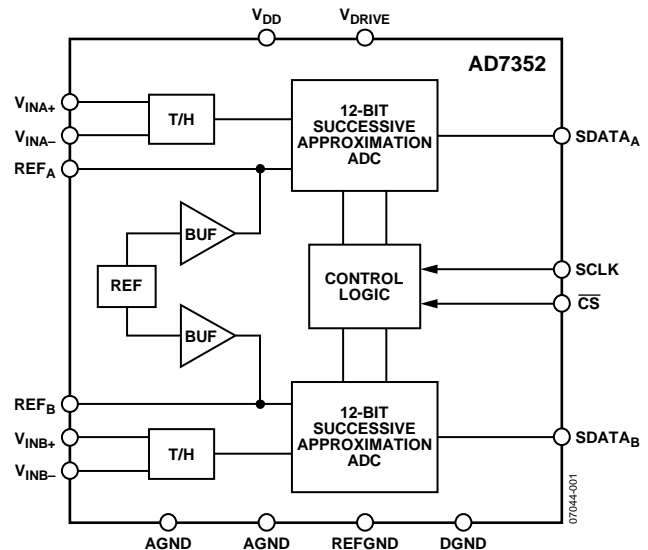 VDD
VDRIVE
AD7352
VINA+
VINA–
REFA
T/H
12-BIT
SUCCESSIVE
APPROXIMATION
ADC
SDATAA
BUF
REF
BUF
CONTROL
LOGIC
SCLK
CS
REFB
VINB+
VINB–
T/H
12-BIT
SUCCESSIVE
APPROXIMATION
ADC
SDATAB
07044-001
AGND
AGND
REFGND
DGND